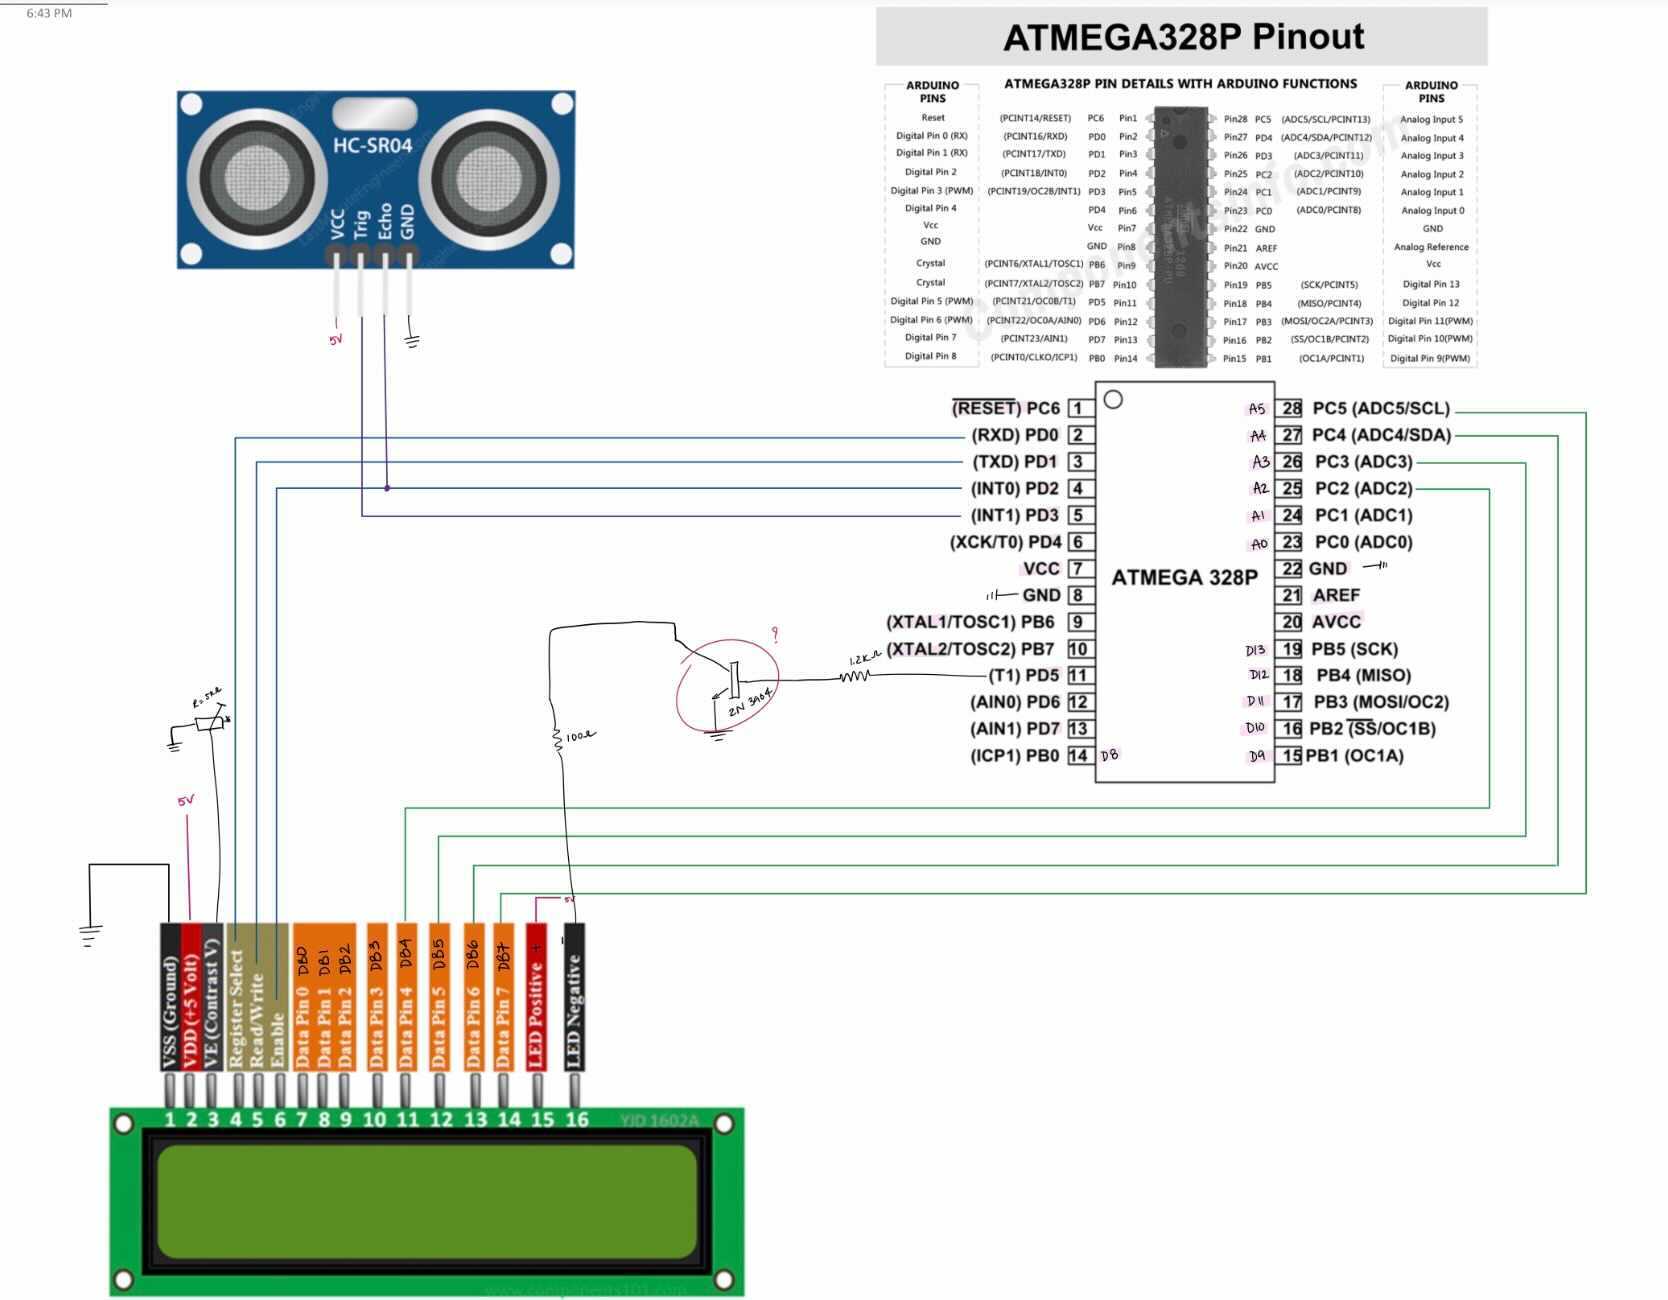 6:43 PM
ATMEGA328P Pinout
ARDUINO PINS
ATMEGA328P PIN DETAILS WITH ARDUINO FUNCTIONS
ARDUINO PINS
Reset (PCINT14/RESET) PC6 Pin1 Pin28 PC5 (ADC5/SCL/PCINT13) Analog Input 5
Digital Pin 0 (RX) (PCINT16/RXD) PD0 Pin2 Pin27 PD4 (ADC4/SDA/PCINT12) Analog Input 4
Digital Pin 1 (RX) (PCINT17/TXD) PD1 Pin3 Pin26 PD3 (ADC3/PCINT11) Analog Input 3
Digital Pin 2 (PCINT18/INT0) PD2 Pin4 Pin25 PC2 (ADC2/PCINT10) Analog Input 2
Digital Pin 3 (PWM) (PCINT19/OC2B/INT1) PD3 Pin5 Pin24 PC1 (ADC1/PCINT9) Analog Input 1
Digital Pin 4 PD4 Pin6 Pin23 PC0 (ADC0/PCINT8) Analog Input 0
Vcc Vcc Pin7 Pin22 GND GND
GND GND Pin8 Pin21 AREF Analog Reference
Crystal (PCINT6/XTAL1/TOSC1) PB6 Pin9 Pin20 AVCC Vcc
Crystal (PCINT7/XTAL2/TOSC2) PB7 Pin10 Pin19 PB5 (SCK/PCINT5) Digital Pin 13
Digital Pin 5 (PWM) (PCINT21/OC0B/T1) PD5 Pin11 Pin18 PB4 (MISO/PCINT4) Digital Pin 12
Digital Pin 6 (PWM) (PCINT22/OC0A/AIN0) PD6 Pin12 Pin17 PB3 (MOSI/OC2A/PCINT3) Digital Pin 11(PWM)
Digital Pin 7 (PCINT23/AIN1) PD7 Pin13 Pin16 PB2 (SS/OC1B/PCINT2) Digital Pin 10(PWM)
Digital Pin 8 (PCINT0/CLKO/ICP1) PB0 Pin14 Pin15 PB1 (OC1A/PCINT1) Digital Pin 9(PWM)
HC-SR04
VCC
Trig
Echo
GND
5V
(RESET) PC6 1 A5 28 PC5 (ADC5/SCL)
(RXD) PD0 2 A4 27 PC4 (ADC4/SDA)
(TXD) PD1 3 A3 26 PC3 (ADC3)
(INT0) PD2 4 A2 25 PC2 (ADC2)
(INT1) PD3 5 A1 24 PC1 (ADC1)
(XCK/T0) PD4 6 A0 23 PC0 (ADC0)
VCC 7 22 GND
ATMEGA 328P
GND 8 21 AREF
(XTAL1/TOSC1) PB6 9 20 AVCC
(XTAL2/TOSC2) PB7 10 D13 19 PB5 (SCK)
(T1) PD5 11 D12 18 PB4 (MISO)
(AIN0) PD6 12 D11 17 PB3 (MOSI/OC2)
(AIN1) PD7 13 D10 16 PB2 (SS/OC1B)
(ICP1) PB0 14 D8 D9 15 PB1 (OC1A)
?
1.2KΩ
2N 3904
100Ω
R=5KΩ
5V
5V
VSS (Ground)
VDD (+5 Volt)
VE (Contrast V)
Register Select
Read/Write
Enable
Data Pin 0 DB0
Data Pin 1 DB1
Data Pin 2 DB2
Data Pin 3 DB3
Data Pin 4 DB4
Data Pin 5 DB5
Data Pin 6 DB6
Data Pin 7 DB7
LED Positive +
LED Negative
1 2 3 4 5 6 7 8 9 10 11 12 13 14 15 16
YJD 1602A
www.components101.com